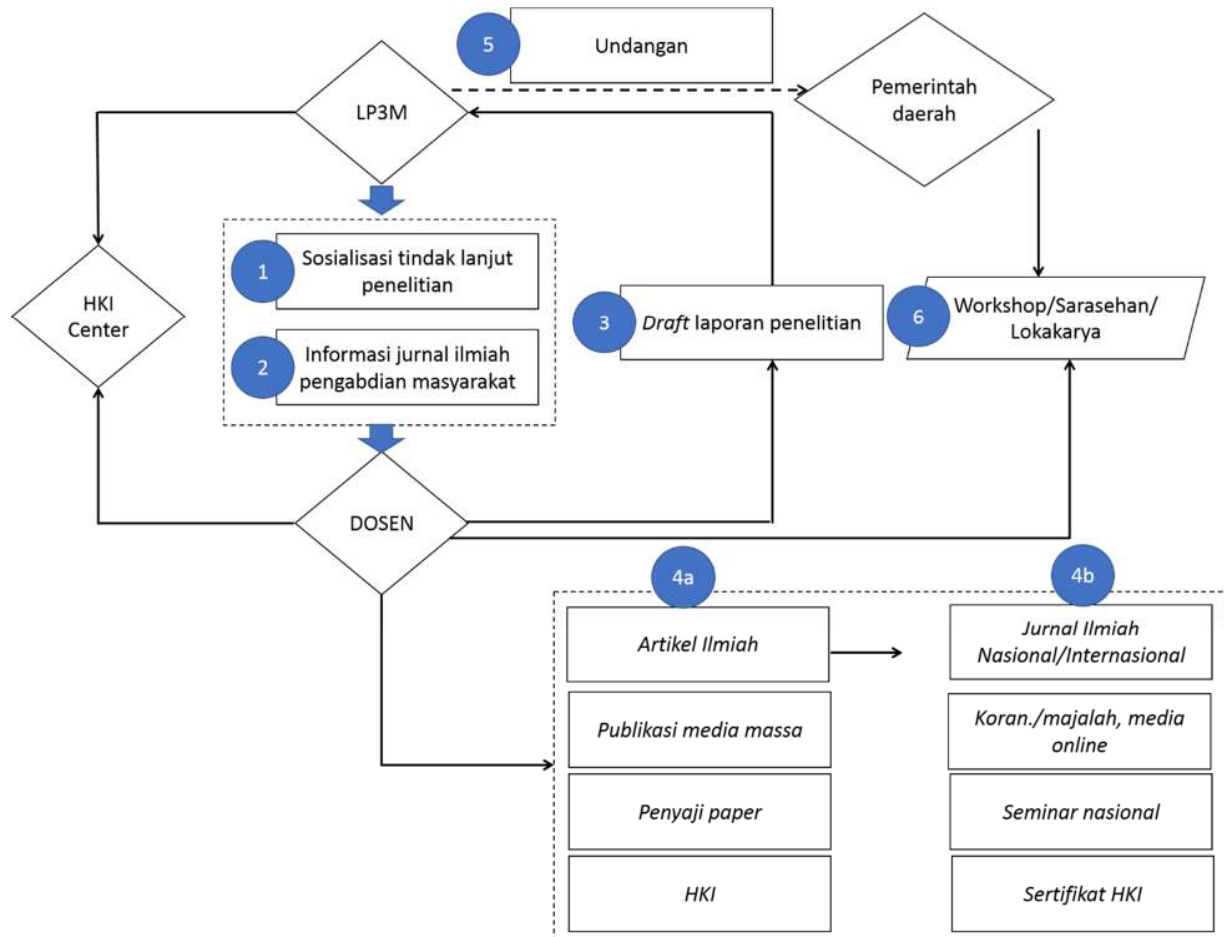 5
Undangan
LP3M
Pemerintah
daerah
1
Sosialisasi tindak lanjut
penelitian
HKI
Center
3
Draft laporan penelitian
6
Workshop/Sarasehan/
Lokakarya
2
Informasi jurnal ilmiah
pengabdian masyarakat
DOSEN
4a
4b
Artikel Ilmiah
Jurnal Ilmiah
Nasional/Internasional
Publikasi media massa
Koran./majalah, media
online
Penyaji paper
Seminar nasional
HKI
Sertifikat HKI